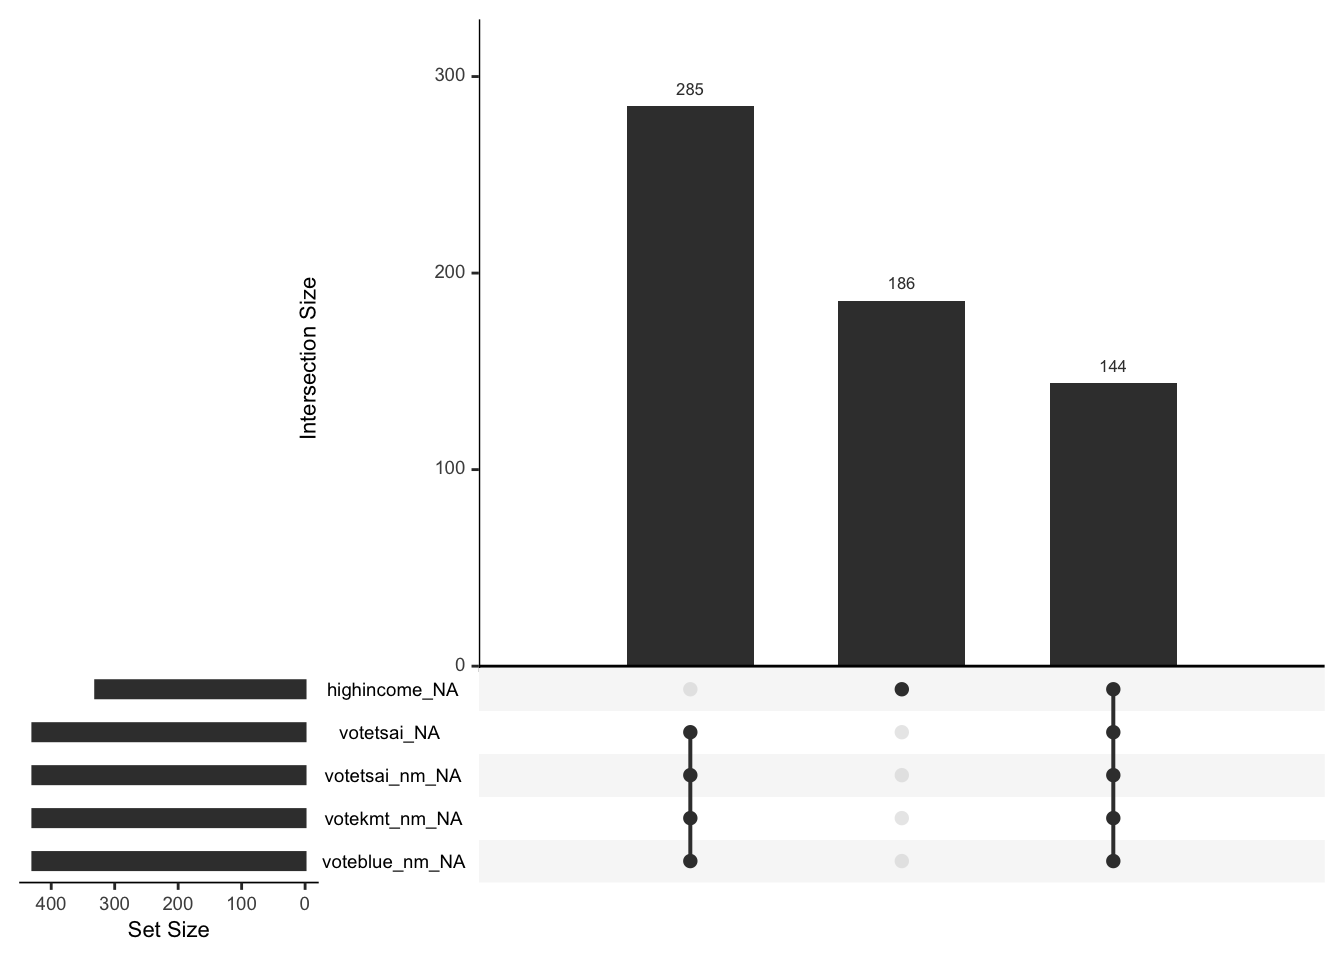 300
285
200
186
Intersection Size
144
100
0
highincome_NA
votetsai_NA
votetsai_nm_NA
votekmt_nm_NA
voteblue_nm_NA
400 300 200 100 0
Set Size